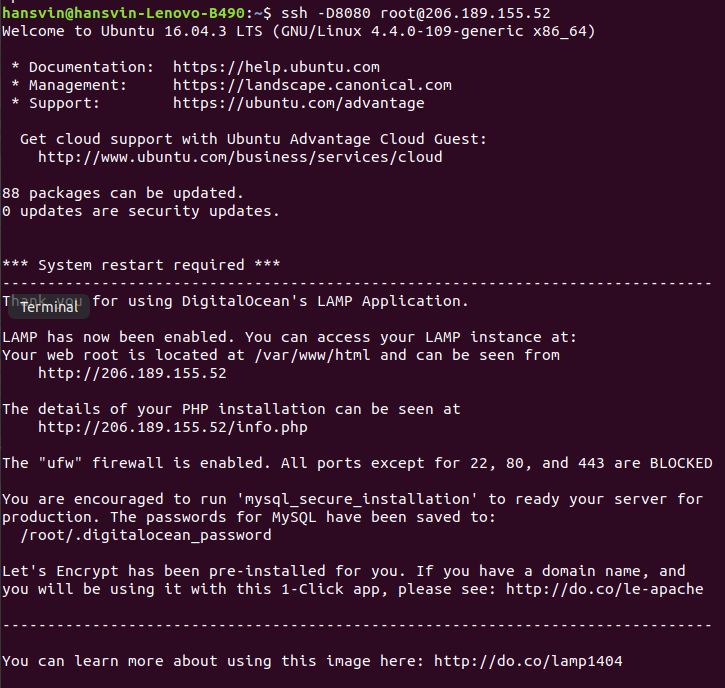 hansvin@hansvin-Lenovo-B490:~$ ssh -D8080 root@206.189.155.52
Welcome to Ubuntu 16.04.3 LTS (GNU/Linux 4.4.0-109-generic x86_64)

 * Documentation:  https://help.ubuntu.com
 * Management:     https://landscape.canonical.com
 * Support:        https://ubuntu.com/advantage

  Get cloud support with Ubuntu Advantage Cloud Guest:
    http://www.ubuntu.com/business/services/cloud

88 packages can be updated.
0 updates are security updates.


*** System restart required ***
-------------------------------------------------------------------------------
Thank you for using DigitalOcean's LAMP Application.
Terminal
LAMP has now been enabled. You can access your LAMP instance at:
Your web root is located at /var/www/html and can be seen from
    http://206.189.155.52

The details of your PHP installation can be seen at
    http://206.189.155.52/info.php

The "ufw" firewall is enabled. All ports except for 22, 80, and 443 are BLOCKED

You are encouraged to run 'mysql_secure_installation' to ready your server for
production. The passwords for MySQL have been saved to:
  /root/.digitalocean_password

Let's Encrypt has been pre-installed for you. If you have a domain name, and
you will be using it with this 1-Click app, please see: http://do.co/le-apache

-------------------------------------------------------------------------------

You can learn more about using this image here: http://do.co/lamp1404